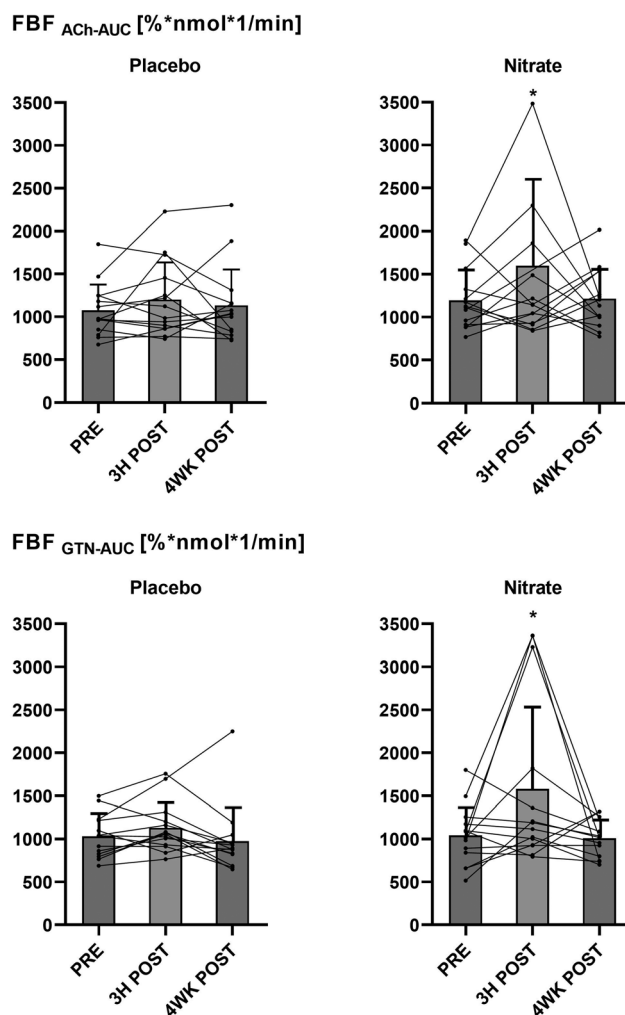 FBF ACh-AUC [%*nmol*1/min]
Placebo
3500
3000
2500
2000
1500
1000
500
0
PRE
3H POST
4WK POST
Nitrate
*
3500
3000
2500
2000
1500
1000
500
0
PRE
3H POST
4WK POST
FBF GTN-AUC [%*nmol*1/min]
Placebo
3500
3000
2500
2000
1500
1000
500
0
PRE
3H POST
4WK POST
Nitrate
*
3500
3000
2500
2000
1500
1000
500
0
PRE
3H POST
4WK POST